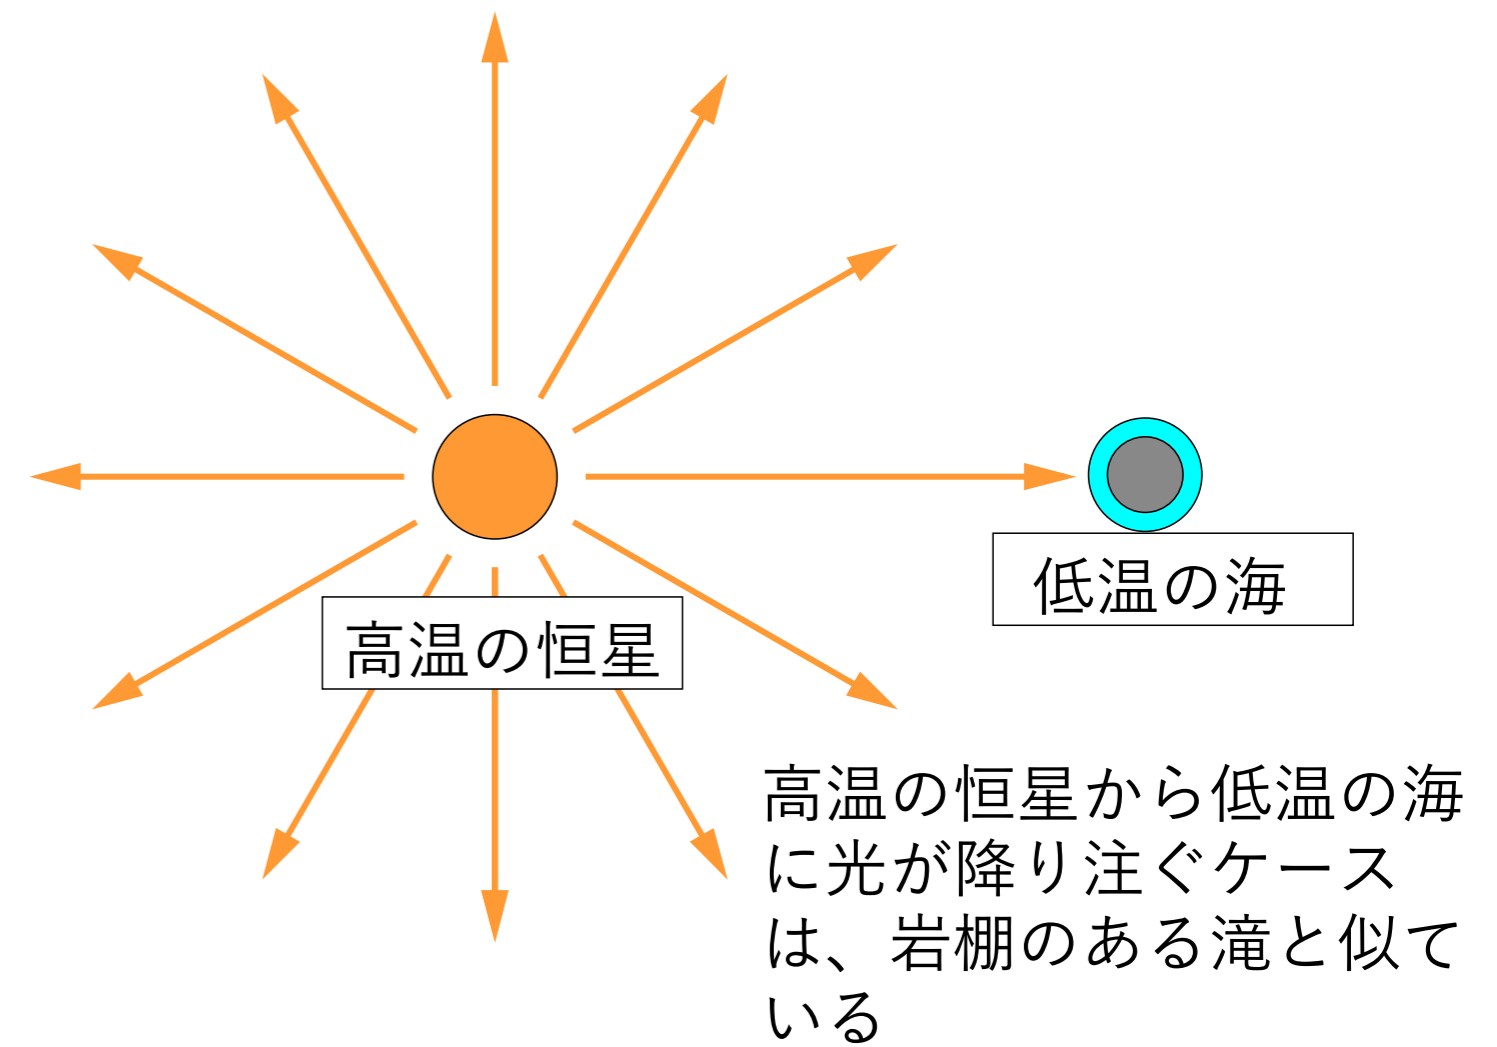 高温の恒星
低温の海
高温の恒星から低温の海
に光が降り注ぐケース
は、岩棚のある滝と似て
いる